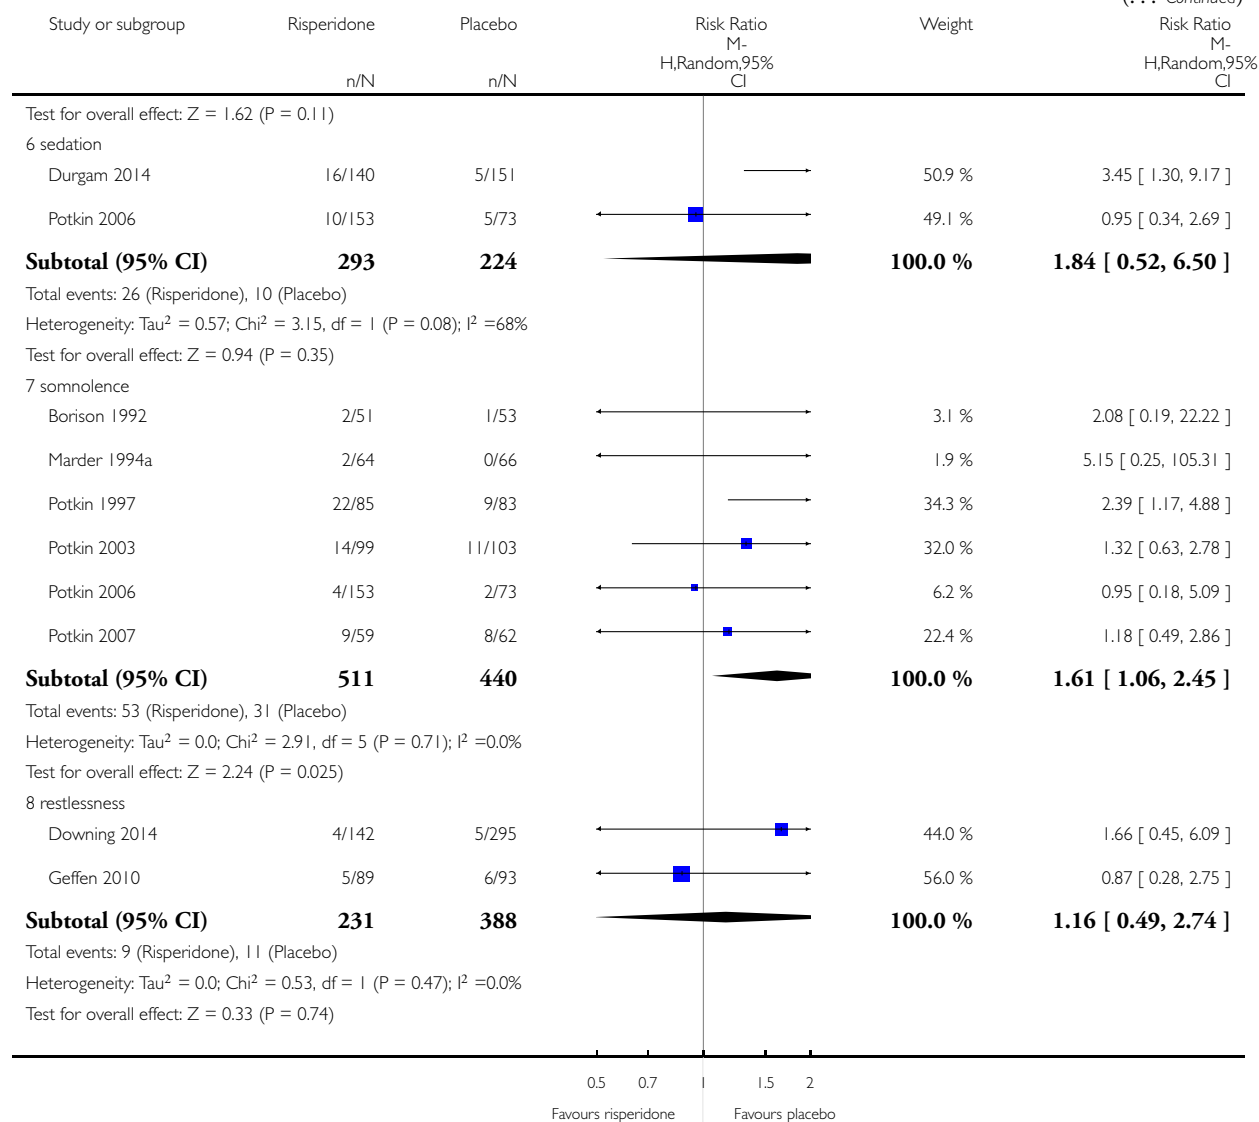 (. . . Continued)
Study or subgroup Risperidone Placebo Risk Ratio Weight Risk Ratio
M- M-
H,Random,95% H,Random,95%
n/N n/N CI CI
Test for overall effect: Z = 1.62 (P = 0.11)
6 sedation
Durgam 2014 16/140 5/151 50.9 % 3.45 [ 1.30, 9.17 ]
Potkin 2006 10/153 5/73 49.1 % 0.95 [ 0.34, 2.69 ]
Subtotal (95% CI) 293 224 100.0 % 1.84 [ 0.52, 6.50 ]
Total events: 26 (Risperidone), 10 (Placebo)
Heterogeneity: Tau² = 0.57; Chi² = 3.15, df = 1 (P = 0.08); I² =68%
Test for overall effect: Z = 0.94 (P = 0.35)
7 somnolence
Borison 1992 2/51 1/53 3.1 % 2.08 [ 0.19, 22.22 ]
Marder 1994a 2/64 0/66 1.9 % 5.15 [ 0.25, 105.31 ]
Potkin 1997 22/85 9/83 34.3 % 2.39 [ 1.17, 4.88 ]
Potkin 2003 14/99 11/103 32.0 % 1.32 [ 0.63, 2.78 ]
Potkin 2006 4/153 2/73 6.2 % 0.95 [ 0.18, 5.09 ]
Potkin 2007 9/59 8/62 22.4 % 1.18 [ 0.49, 2.86 ]
Subtotal (95% CI) 511 440 100.0 % 1.61 [ 1.06, 2.45 ]
Total events: 53 (Risperidone), 31 (Placebo)
Heterogeneity: Tau² = 0.0; Chi² = 2.91, df = 5 (P = 0.71); I² =0.0%
Test for overall effect: Z = 2.24 (P = 0.025)
8 restlessness
Downing 2014 4/142 5/295 44.0 % 1.66 [ 0.45, 6.09 ]
Geffen 2010 5/89 6/93 56.0 % 0.87 [ 0.28, 2.75 ]
Subtotal (95% CI) 231 388 100.0 % 1.16 [ 0.49, 2.74 ]
Total events: 9 (Risperidone), 11 (Placebo)
Heterogeneity: Tau² = 0.0; Chi² = 0.53, df = 1 (P = 0.47); I² =0.0%
Test for overall effect: Z = 0.33 (P = 0.74)
0.5 0.7 1 1.5 2
Favours risperidone Favours placebo